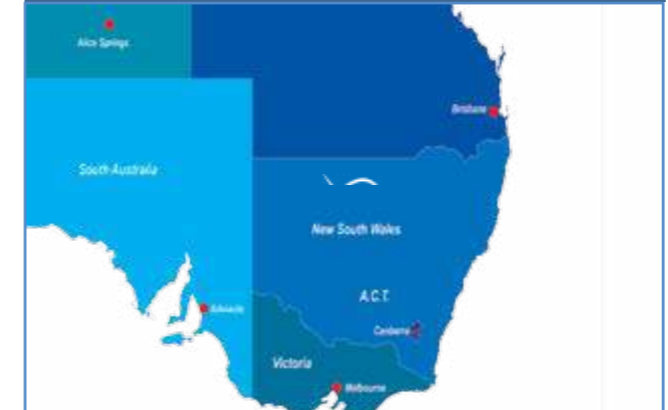 Alice Springs
Brisbane
South Australia
New South Wales
A.C.T.
Adelaide
Canberra
Victoria
Melbourne